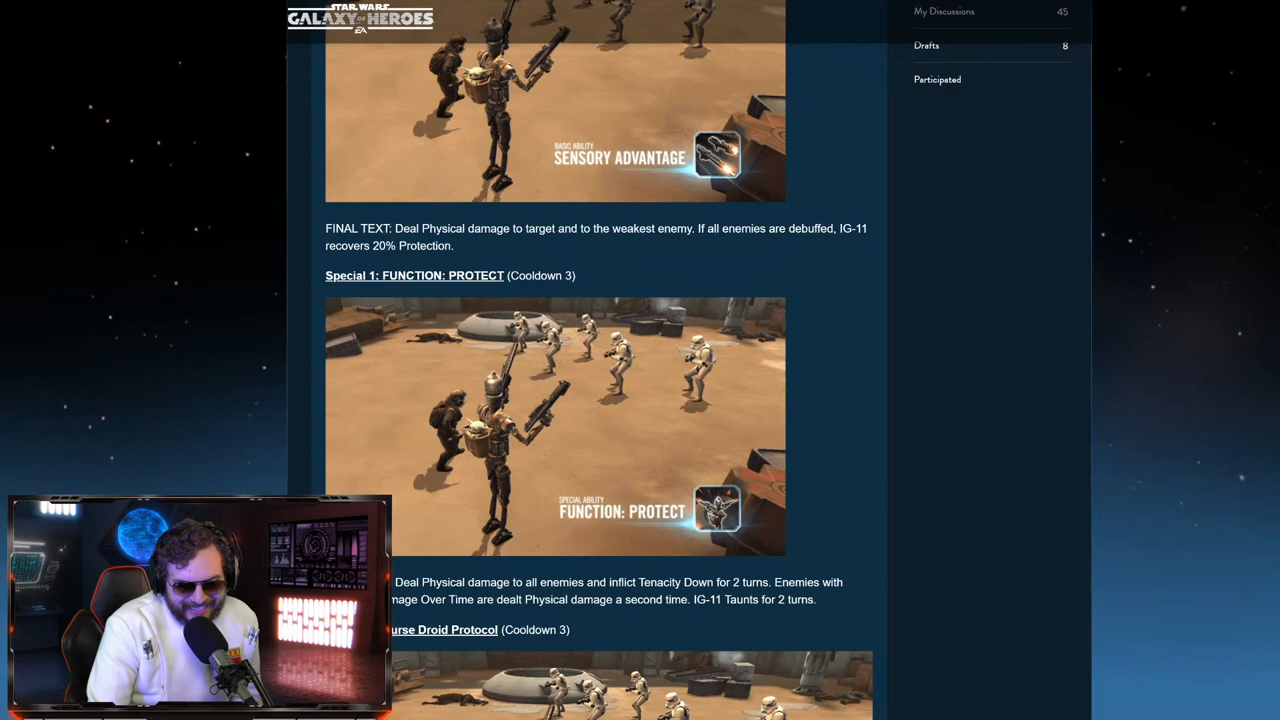 STAR WARS
GALAXY OF HEROES
EA
My Discussions 45
Drafts 8
Participated
BASIC ABILITY
SENSORY ADVANTAGE
FINAL TEXT: Deal Physical damage to target and to the weakest enemy. If all enemies are debuffed, IG-11
recovers 20% Protection.
Special 1: FUNCTION: PROTECT (Cooldown 3)
SPECIAL ABILITY
FUNCTION: PROTECT
Deal Physical damage to all enemies and inflict Tenacity Down for 2 turns. Enemies with
Over Time are dealt Physical damage a second time. IG-11 Taunts for 2 turns.
Droid Protocol (Cooldown 3)